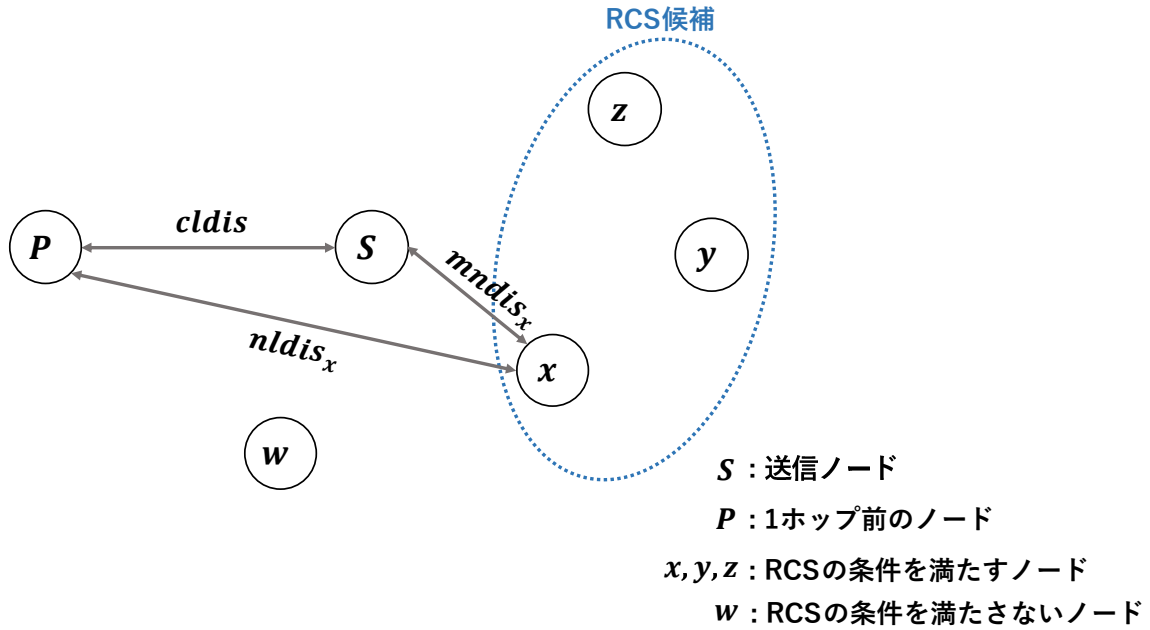 RCS候補
z
cldis
P
S
y
mndisₓ
nldisₓ
x
w
S：送信ノード
P：1ホップ前のノード
x, y, z：RCSの条件を満たすノード
w：RCSの条件を満たさないノード